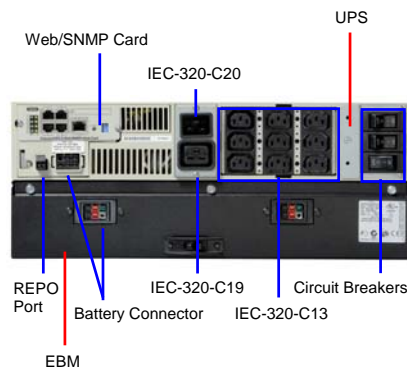 UPS
Web/SNMP Card
IEC-320-C20
REPO
Port
Battery Connector
IEC-320-C19
IEC-320-C13
Circuit Breakers
EBM